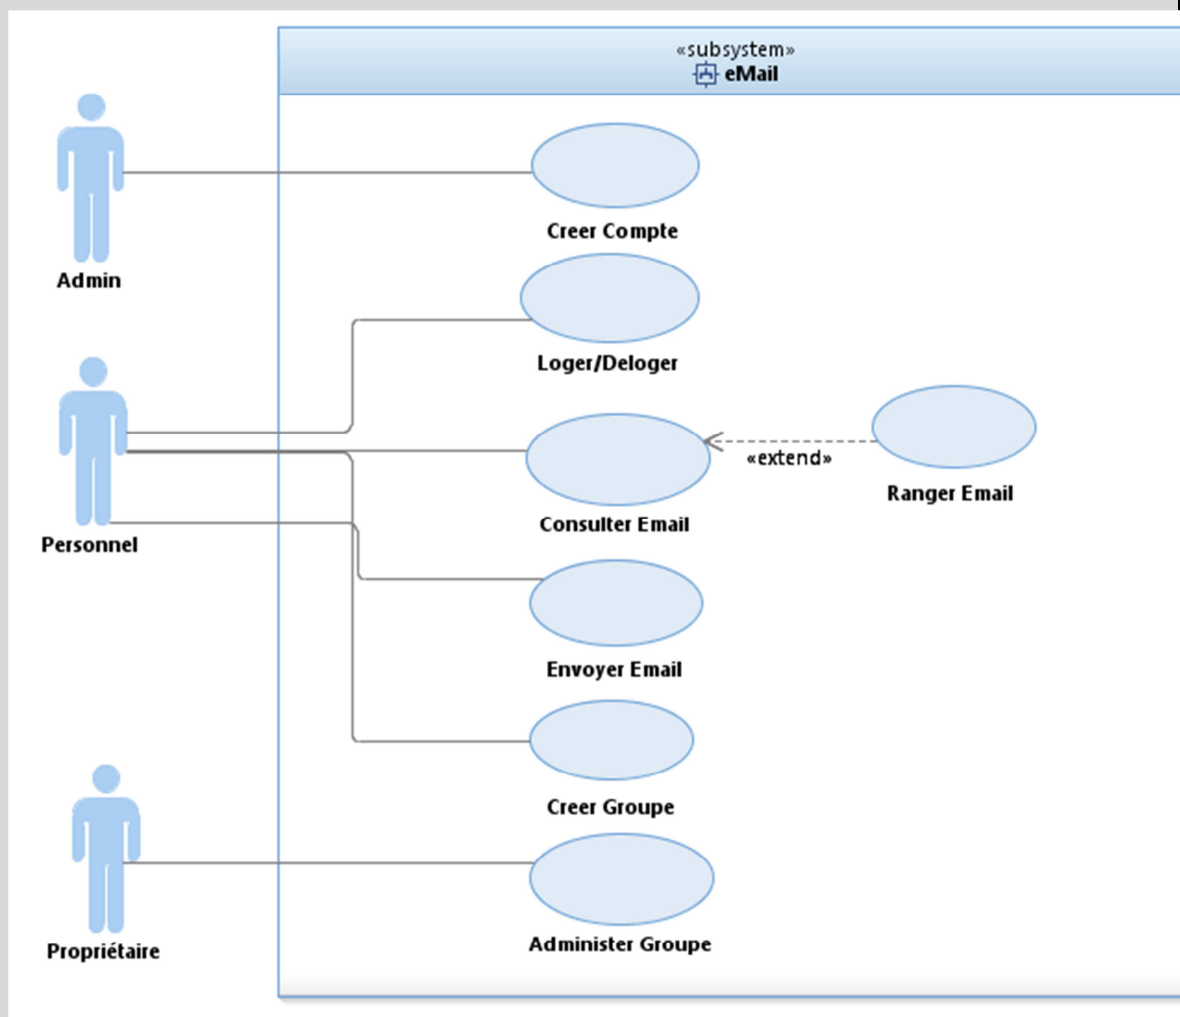 «subsystem»
eMail
Creer Compte
Admin
Loger/Deloger
«extend»
Ranger Email
Consulter Email
Personnel
Envoyer Email
Creer Groupe
Administer Groupe
Propriétaire